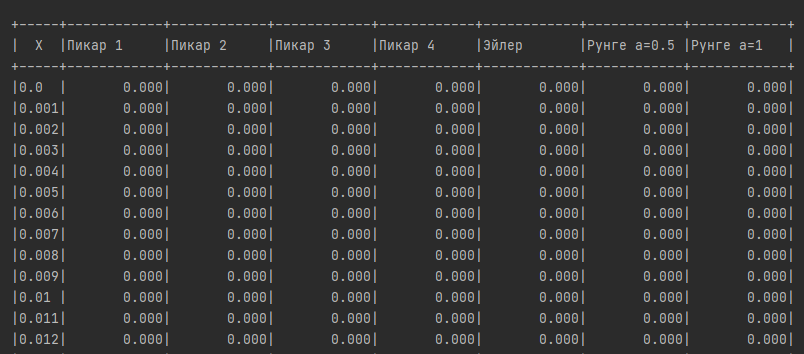 +-----+------------+------------+------------+------------+------------+------------+------------+
|  X  |Пикар 1     |Пикар 2     |Пикар 3     |Пикар 4     |Эйлер       |Рунге a=0.5 |Рунге a=1   |
+-----+------------+------------+------------+------------+------------+------------+------------+
|0.0  |       0.000|       0.000|       0.000|       0.000|       0.000|       0.000|       0.000|
|0.001|       0.000|       0.000|       0.000|       0.000|       0.000|       0.000|       0.000|
|0.002|       0.000|       0.000|       0.000|       0.000|       0.000|       0.000|       0.000|
|0.003|       0.000|       0.000|       0.000|       0.000|       0.000|       0.000|       0.000|
|0.004|       0.000|       0.000|       0.000|       0.000|       0.000|       0.000|       0.000|
|0.005|       0.000|       0.000|       0.000|       0.000|       0.000|       0.000|       0.000|
|0.006|       0.000|       0.000|       0.000|       0.000|       0.000|       0.000|       0.000|
|0.007|       0.000|       0.000|       0.000|       0.000|       0.000|       0.000|       0.000|
|0.008|       0.000|       0.000|       0.000|       0.000|       0.000|       0.000|       0.000|
|0.009|       0.000|       0.000|       0.000|       0.000|       0.000|       0.000|       0.000|
|0.01 |       0.000|       0.000|       0.000|       0.000|       0.000|       0.000|       0.000|
|0.011|       0.000|       0.000|       0.000|       0.000|       0.000|       0.000|       0.000|
|0.012|       0.000|       0.000|       0.000|       0.000|       0.000|       0.000|       0.000|